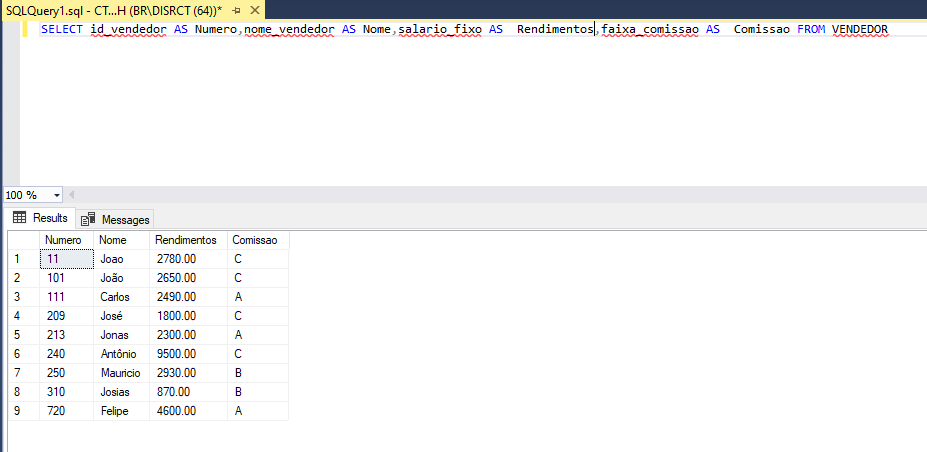 SQLQuery1.sql - CT...H (BR\DISRCT (64))*
SELECT id_vendedor AS Numero,nome_vendedor AS Nome,salario_fixo AS  Rendimentos,faixa_comissao AS  Comissao FROM VENDEDOR
100 %
Results Messages
Numero Nome Rendimentos Comissao
1 11 Joao 2780.00 C
2 101 João 2650.00 C
3 111 Carlos 2490.00 A
4 209 José 1800.00 C
5 213 Jonas 2300.00 A
6 240 Antônio 9500.00 C
7 250 Mauricio 2930.00 B
8 310 Josias 870.00 B
9 720 Felipe 4600.00 A